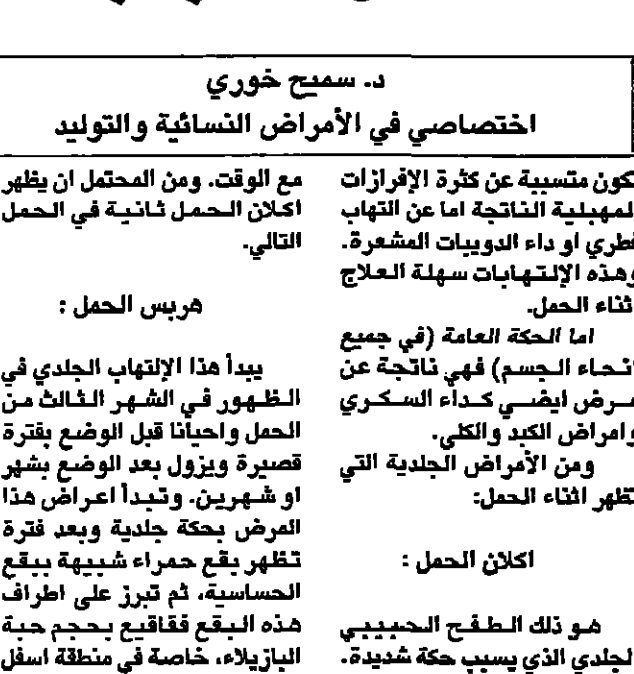 د. سميح خوري
اختصاصي في الأمراض النسائية والتوليد
تكون متسببة عن كثرة الإفرازات
المهبلية الناتجة اما عن التهاب
فطري او داء الدويبات المشعرة.
وهذه الإلتهابات سهلة العلاج
اثناء الحمل.
اما الحكة العامة (في جميع
انحاء الجسم) فهي ناتجة عن
مرض ايضي كداء السكري
وامراض الكبد والكلي.
ومن الأمراض الجلدية التي
تظهر اثناء الحمل:
اكلان الحمل :
هو ذلك الطفح الحبيبي
الجلدي الذي يسبب حكة شديدة.
مع الوقت. ومن المحتمل ان يظهر
اكلان الحمل ثانية في الحمل
التالي.
هربس الحمل :
يبدأ هذا الإلتهاب الجلدي في
الظهور في الشهر الثالث من
الحمل واحيانا قبل الوضع بفترة
قصيرة ويزول بعد الوضع بشهر
او شهرين. وتبدأ اعراض هذا
المرض بحكة جلدية وبعد فترة
تظهر بقع حمراء شبيهة ببقع
الحساسية، ثم تبرز على اطراف
هذه البقع فقاقيع بحجم حبة
البازيلاء، خاصة في منطقة اسفل